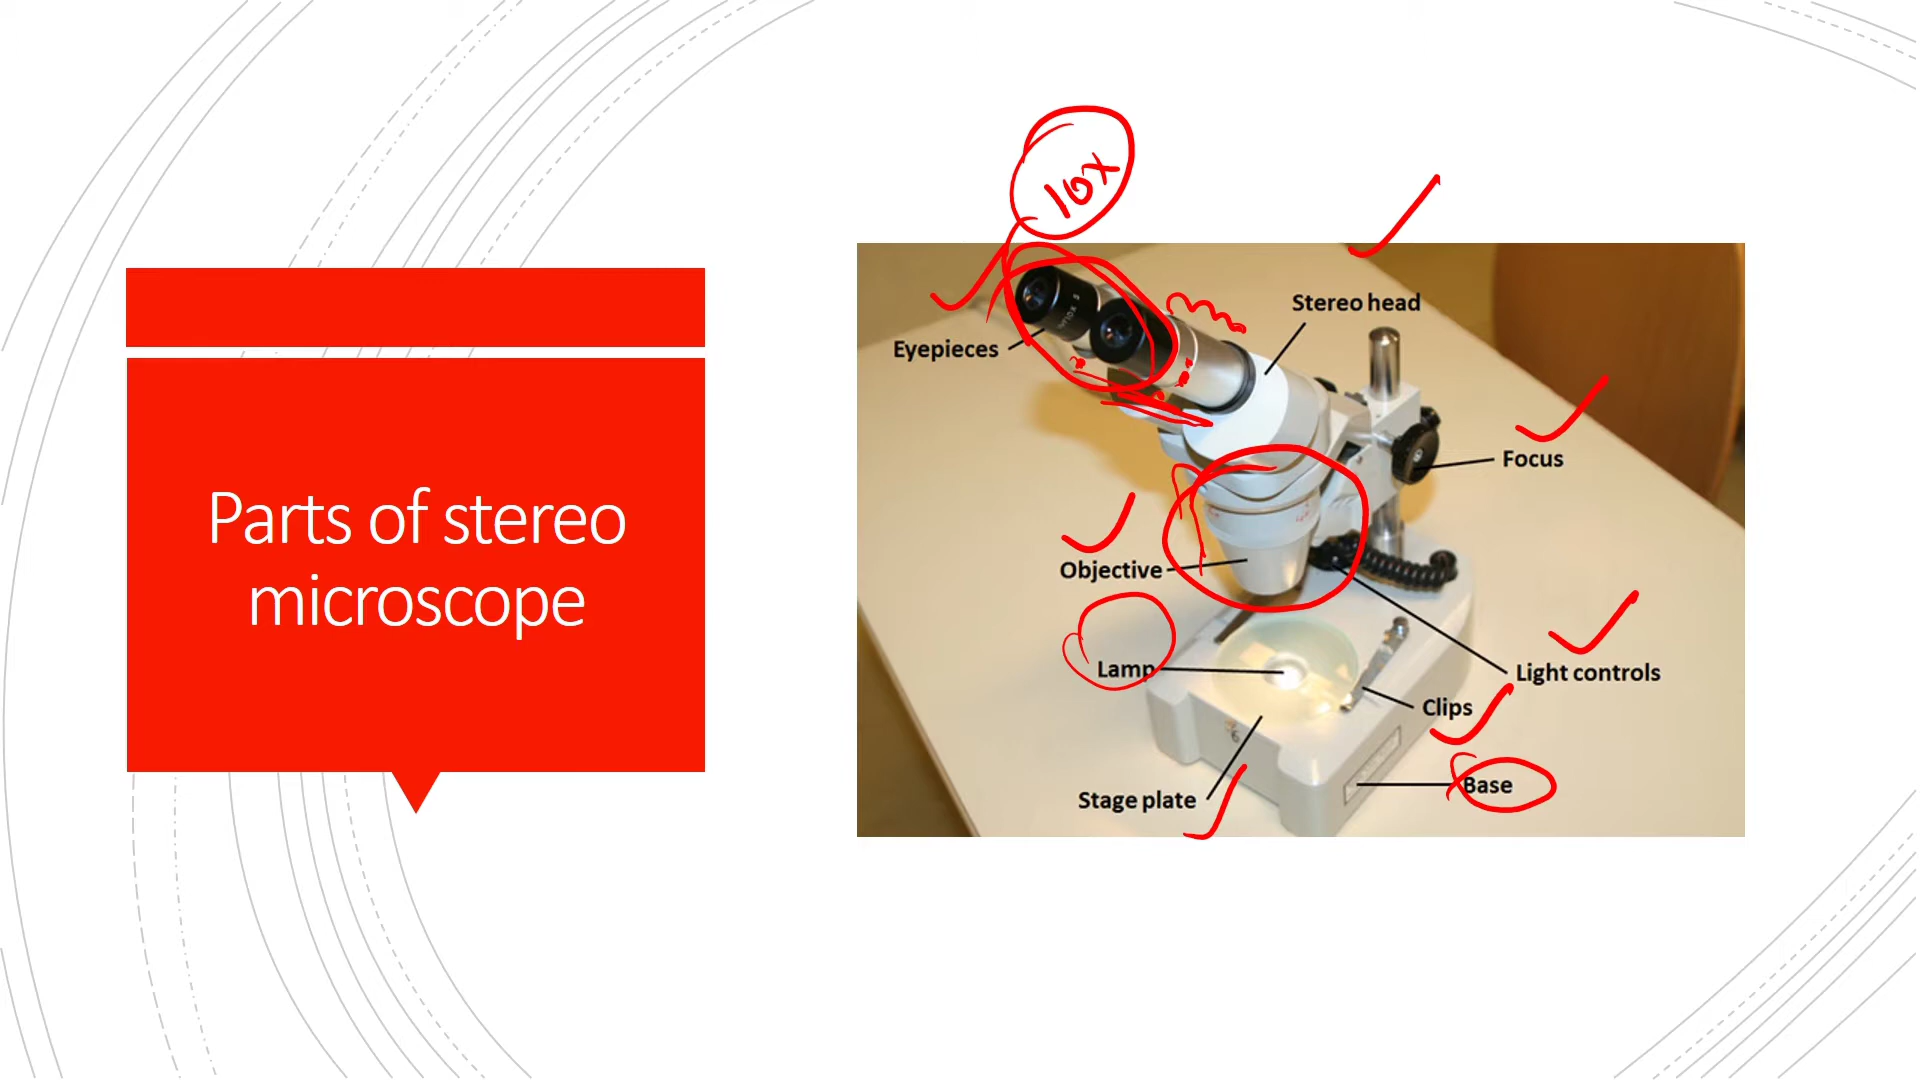 Parts of stereo
microscope
10x
Stereo head
Eyepieces
Focus
Objective
Lamp
Light controls
Clips
Base
Stage plate